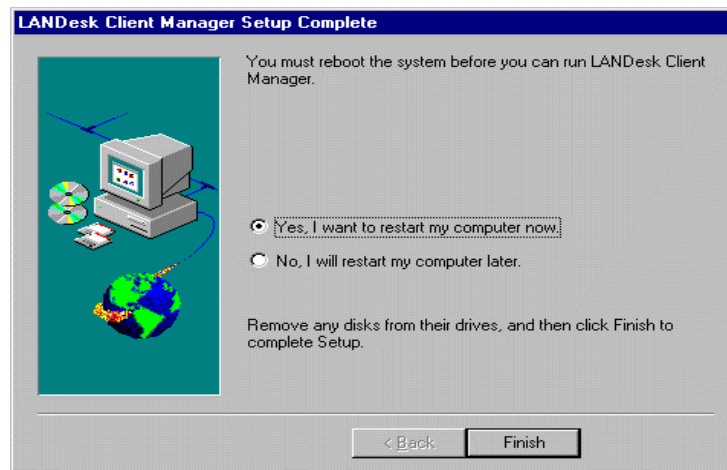 LANDesk Client Manager Setup Complete
You must reboot the system before you can run LANDesk Client
Manager.
Yes, I want to restart my computer now.
No, I will restart my computer later.
Remove any disks from their drives, and then click Finish to
complete Setup.
< Back
Finish